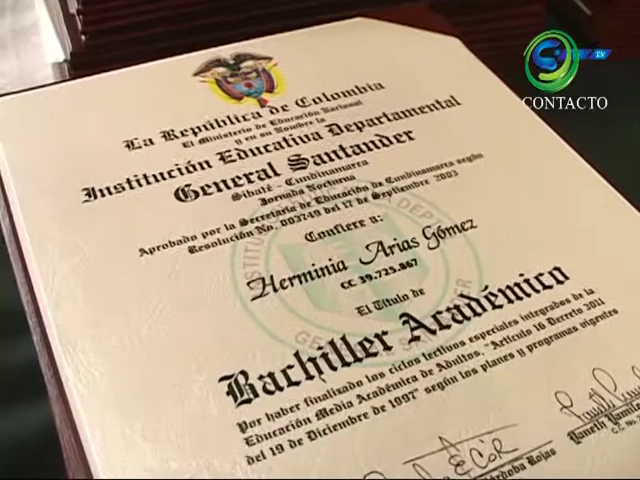 EN
CONTACTO
La República de Colombia
El Ministerio de Educación Nacional
y en su Nombre la
Institución Educativa Departamental
General Santander
Sibaté - Cundinamarca
Jornada Nocturna
Aprobado por la Secretaría de Educación de Cundinamarca según
Resolución No. 003749 del 17 de Septiembre 2003
Confiere a:
Herminia Arias Gómez
CC 39.725.867
El Título de
Bachiller Académico
Por haber finalizado los ciclos lectivos especiales integrados de la
Educación Media Académica de Adultos, "Artículo 16 Decreto 3011
del 19 de Diciembre de 1997" según los planes y programas vigentes
Rojas
C.C. No.